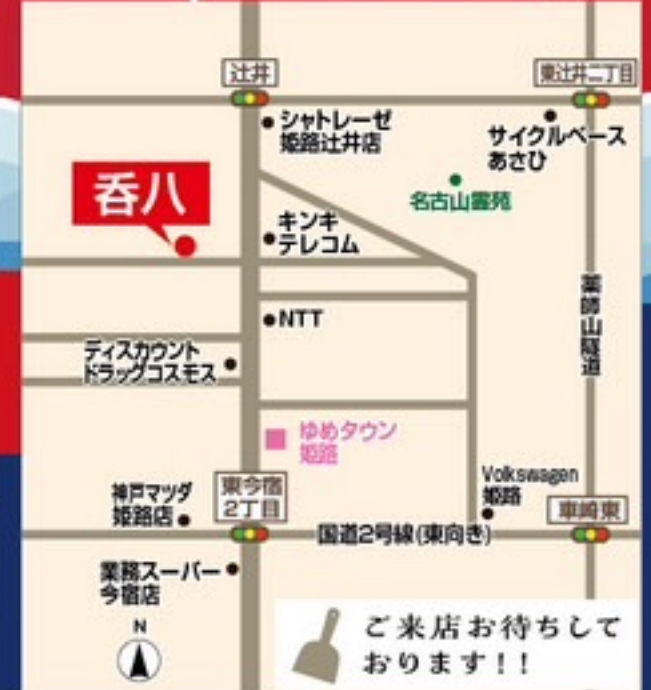 辻井
東辻井二丁目
シャトレーゼ
姫路辻井店
サイクルベース
あさひ
呑八
名古山霊苑
キンキ
テレコム
薬師山隧道
NTT
ディスカウント
ドラッグコスモス
ゆめタウン
姫路
神戸マツダ
姫路店
東今宿
2丁目
Volkswagen
姫路
車崎東
国道2号線(東向き)
業務スーパー
今宿店
N
ご来店お待ちして
おります!!